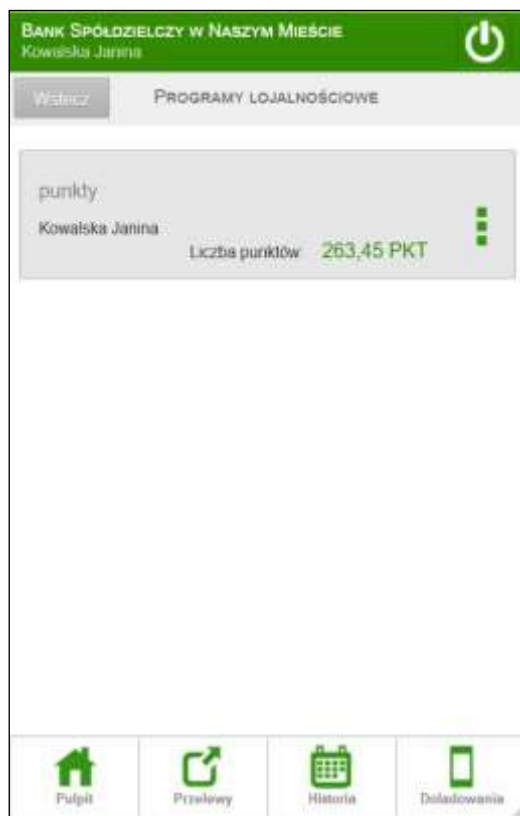 Bank Spółdzielczy w Naszym Mieście
Kowalska Janina
Wstecz Programy lojalnościowe
punkty
Kowalska Janina
Liczba punktów 263,45 PKT
Pulpit Przelewy Historia Doładowania